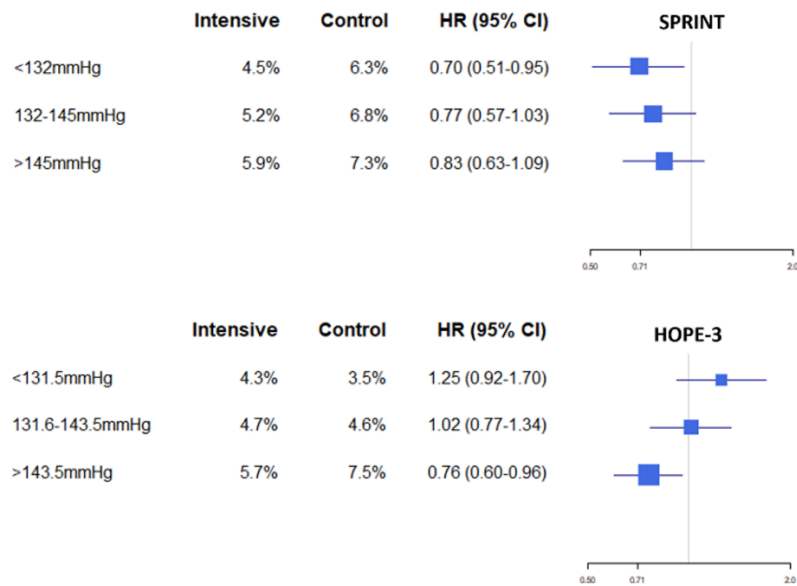 Intensive Control HR (95% CI) SPRINT
<132mmHg 4.5% 6.3% 0.70 (0.51-0.95)
132-145mmHg 5.2% 6.8% 0.77 (0.57-1.03)
>145mmHg 5.9% 7.3% 0.83 (0.63-1.09)
0.50 0.71 2.0
Intensive Control HR (95% CI) HOPE-3
<131.5mmHg 4.3% 3.5% 1.25 (0.92-1.70)
131.6-143.5mmHg 4.7% 4.6% 1.02 (0.77-1.34)
>143.5mmHg 5.7% 7.5% 0.76 (0.60-0.96)
0.50 0.71 2.0